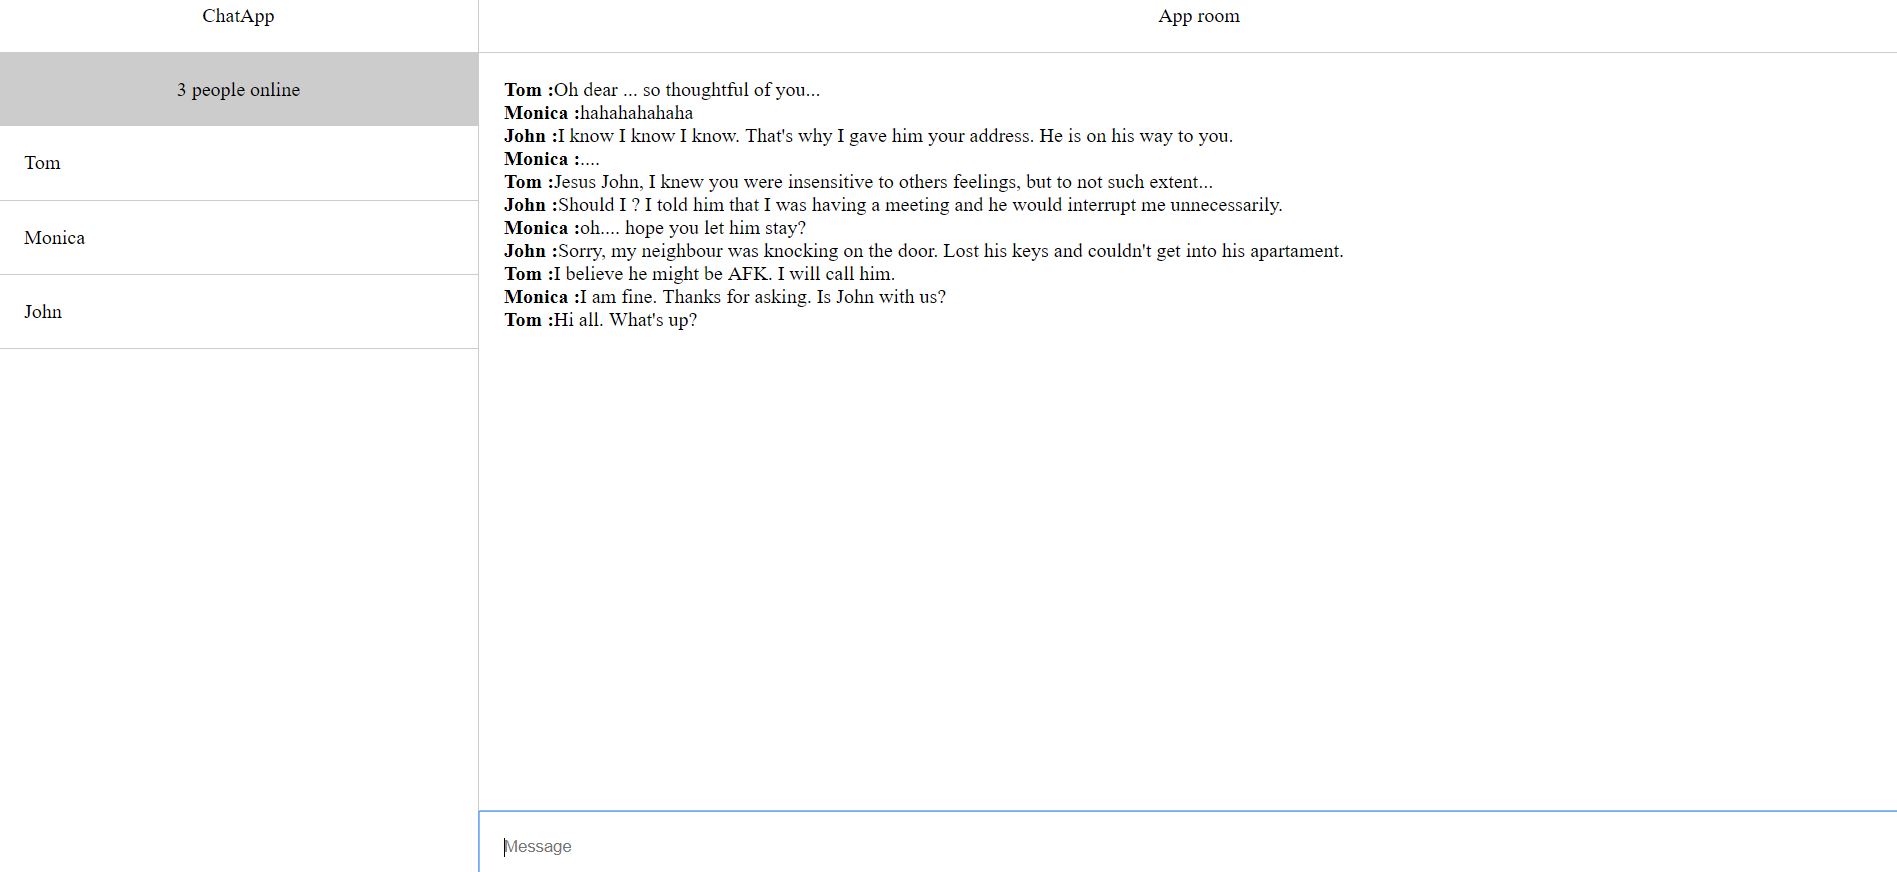 ChatApp
App room
3 people online
Tom
Monica
John
Tom :Oh dear ... so thoughtful of you...
Monica :hahahahahaha
John :I know I know I know. That's why I gave him your address. He is on his way to you.
Monica :....
Tom :Jesus John, I knew you were insensitive to others feelings, but to not such extent...
John :Should I ? I told him that I was having a meeting and he would interrupt me unnecessarily.
Monica :oh.... hope you let him stay?
John :Sorry, my neighbour was knocking on the door. Lost his keys and couldn't get into his apartament.
Tom :I believe he might be AFK. I will call him.
Monica :I am fine. Thanks for asking. Is John with us?
Tom :Hi all. What's up?
Message